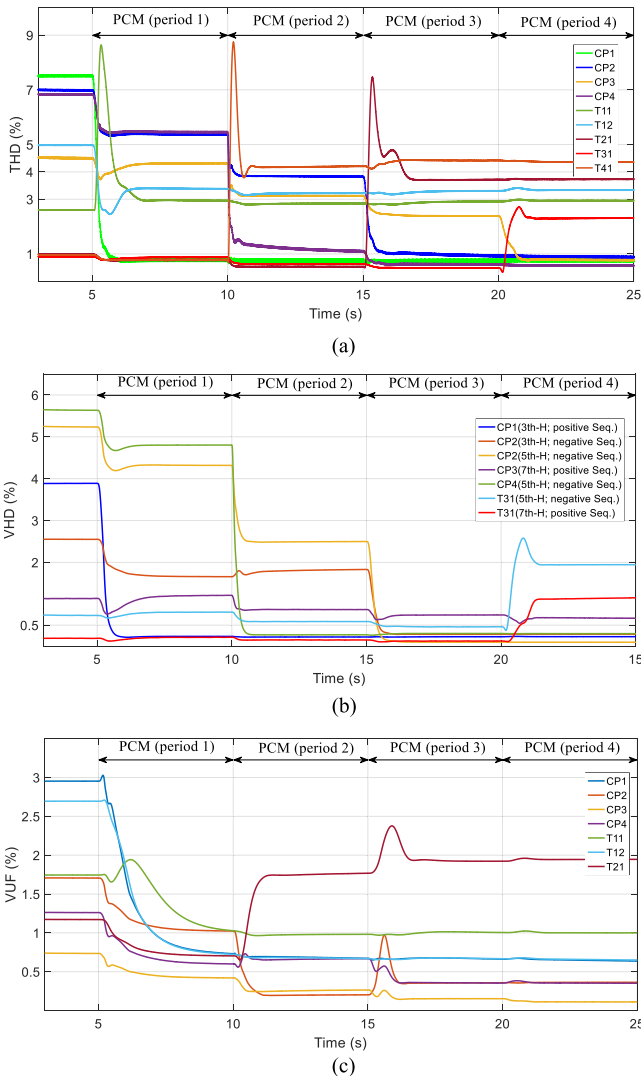 PCM (period 1) PCM (period 2) PCM (period 3) PCM (period 4)
9
7
5
4
3
1
THD (%)
CP1
CP2
CP3
CP4
T11
T12
T21
T31
T41
5 10 15 20 25
Time (s)
(a)
PCM (period 1) PCM (period 2) PCM (period 3) PCM (period 4)
6
5
4
3
2
0.5
VHD (%)
CP1(3th-H; positive Seq.)
CP2(3th-H; negative Seq.)
CP2(5th-H; negative Seq.)
CP3(7th-H; positive Seq.)
CP4(5th-H; negative Seq.)
T31(5th-H; negative Seq.)
T31(7th-H; positive Seq.)
5 10 15 20 15
Time (s)
(b)
PCM (period 1) PCM (period 2) PCM (period 3) PCM (period 4)
3
2.5
2
1.5
1
0.5
VUF (%)
CP1
CP2
CP3
CP4
T11
T12
T21
5 10 15 20 25
Time (s)
(c)